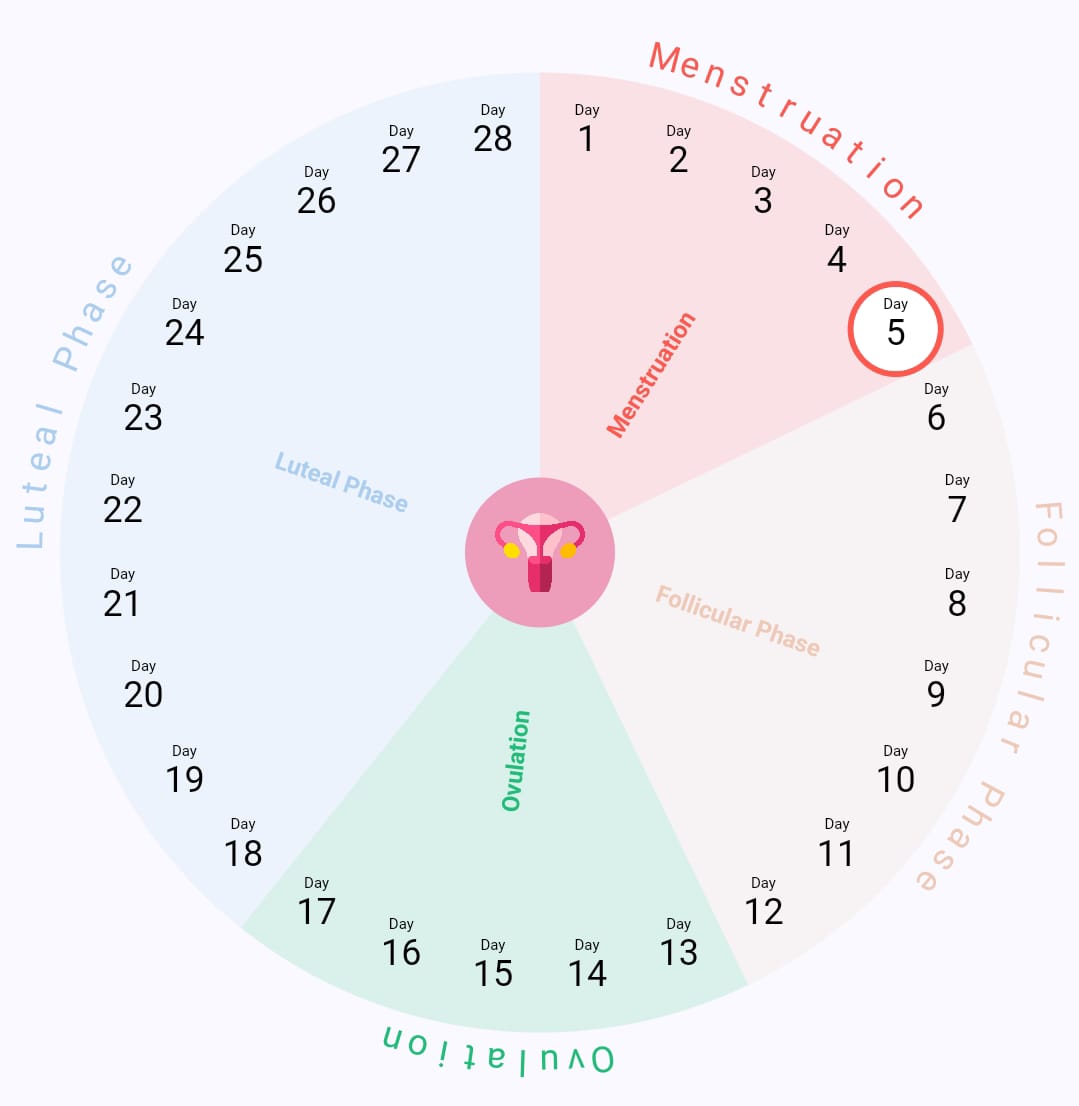 Menstruation
Day
1
Day
2
Day
3
Day
4
Day
5
Day
6
Day
7
Day
8
Day
9
Day
10
Day
11
Day
12
Day
13
Day
14
Day
15
Day
16
Day
17
Day
18
Day
19
Day
20
Day
21
Day
22
Day
23
Day
24
Day
25
Day
26
Day
27
Day
28
Menstruation
Follicular Phase
Follicular Phase
Ovulation
Ovulation
Luteal Phase
Luteal Phase